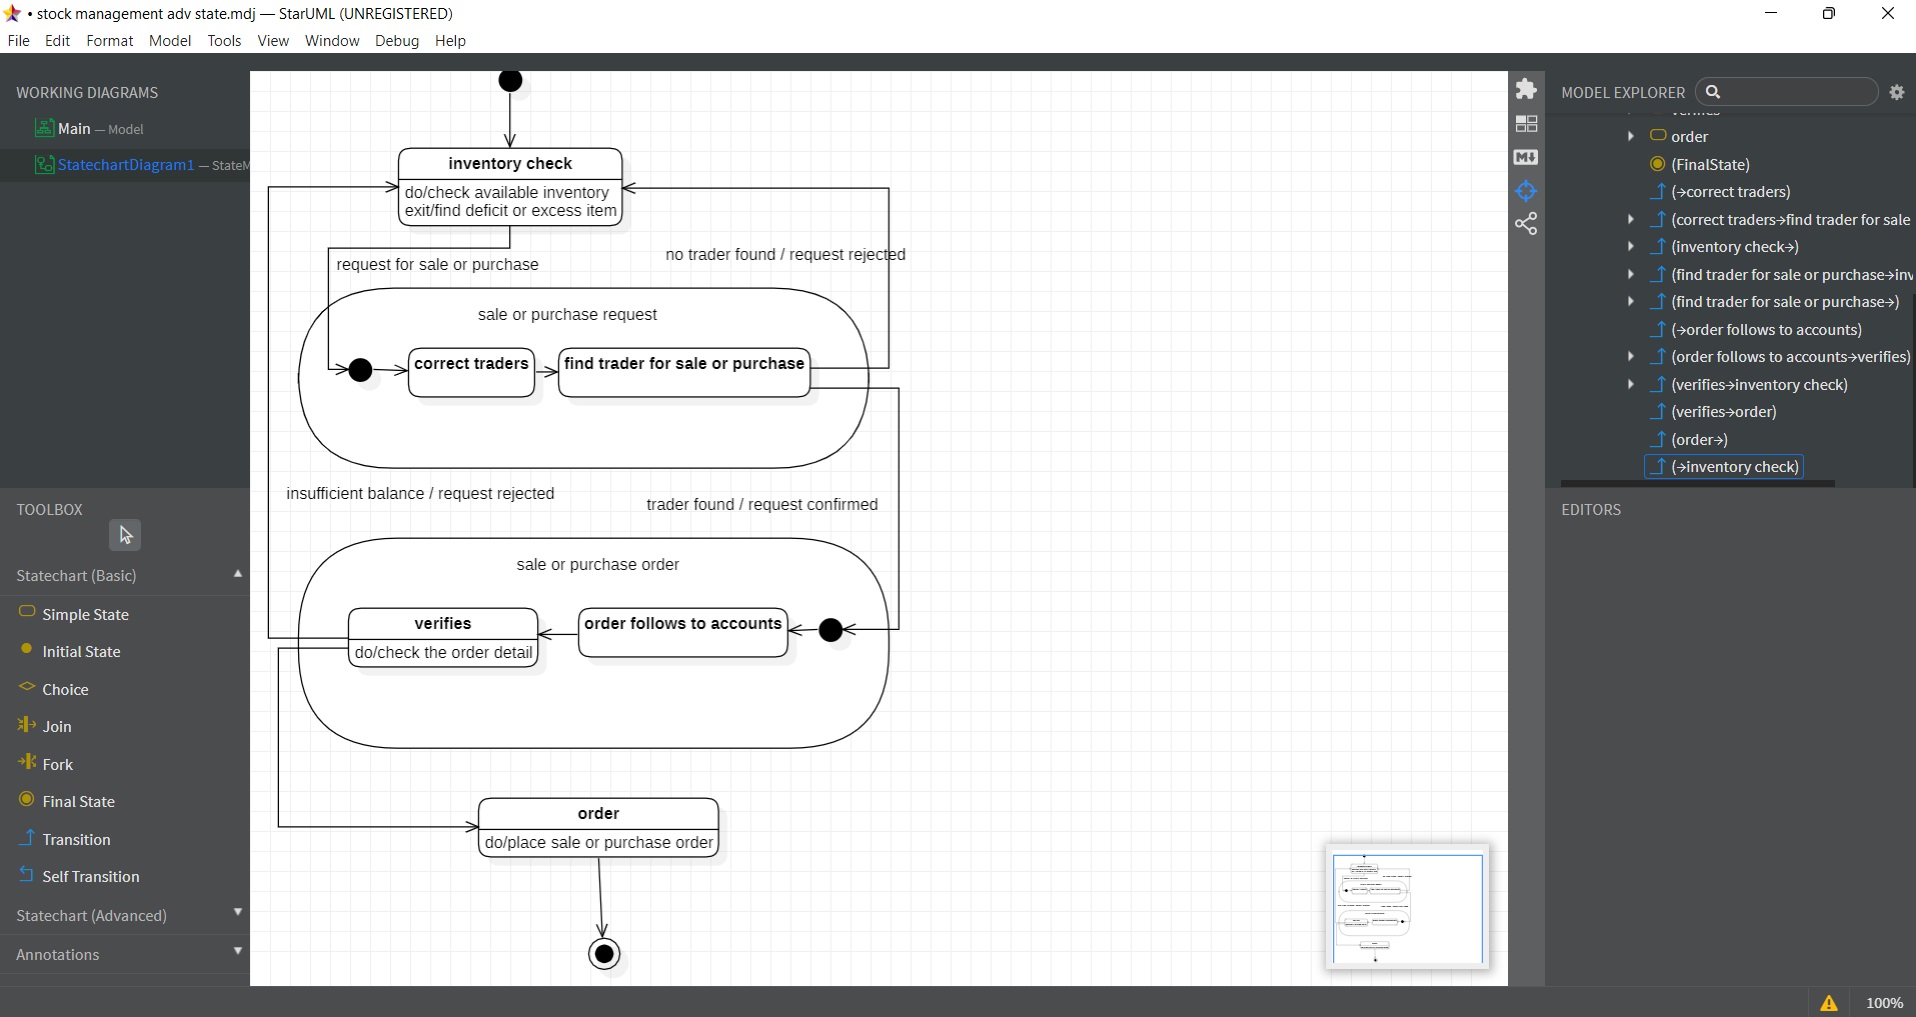 • stock management adv state.mdj — StarUML (UNREGISTERED)
File Edit Format Model Tools View Window Debug Help
WORKING DIAGRAMS
Main — Model
StatechartDiagram1 — StateM
TOOLBOX
Statechart (Basic)
Simple State
Initial State
Choice
Join
Fork
Final State
Transition
Self Transition
Statechart (Advanced)
Annotations
inventory check
do/check available inventory
exit/find deficit or excess item
no trader found / request rejected
request for sale or purchase
sale or purchase request
correct traders
find trader for sale or purchase
insufficient balance / request rejected
trader found / request confirmed
sale or purchase order
verifies
do/check the order detail
order follows to accounts
order
do/place sale or purchase order
MODEL EXPLORER
verifies
order
(FinalState)
(→correct traders)
(correct traders→find trader for sale
(inventory check→)
(find trader for sale or purchase→inv
(find trader for sale or purchase→)
(→order follows to accounts)
(order follows to accounts→verifies)
(verifies→inventory check)
(verifies→order)
(order→)
(→inventory check)
EDITORS
100%